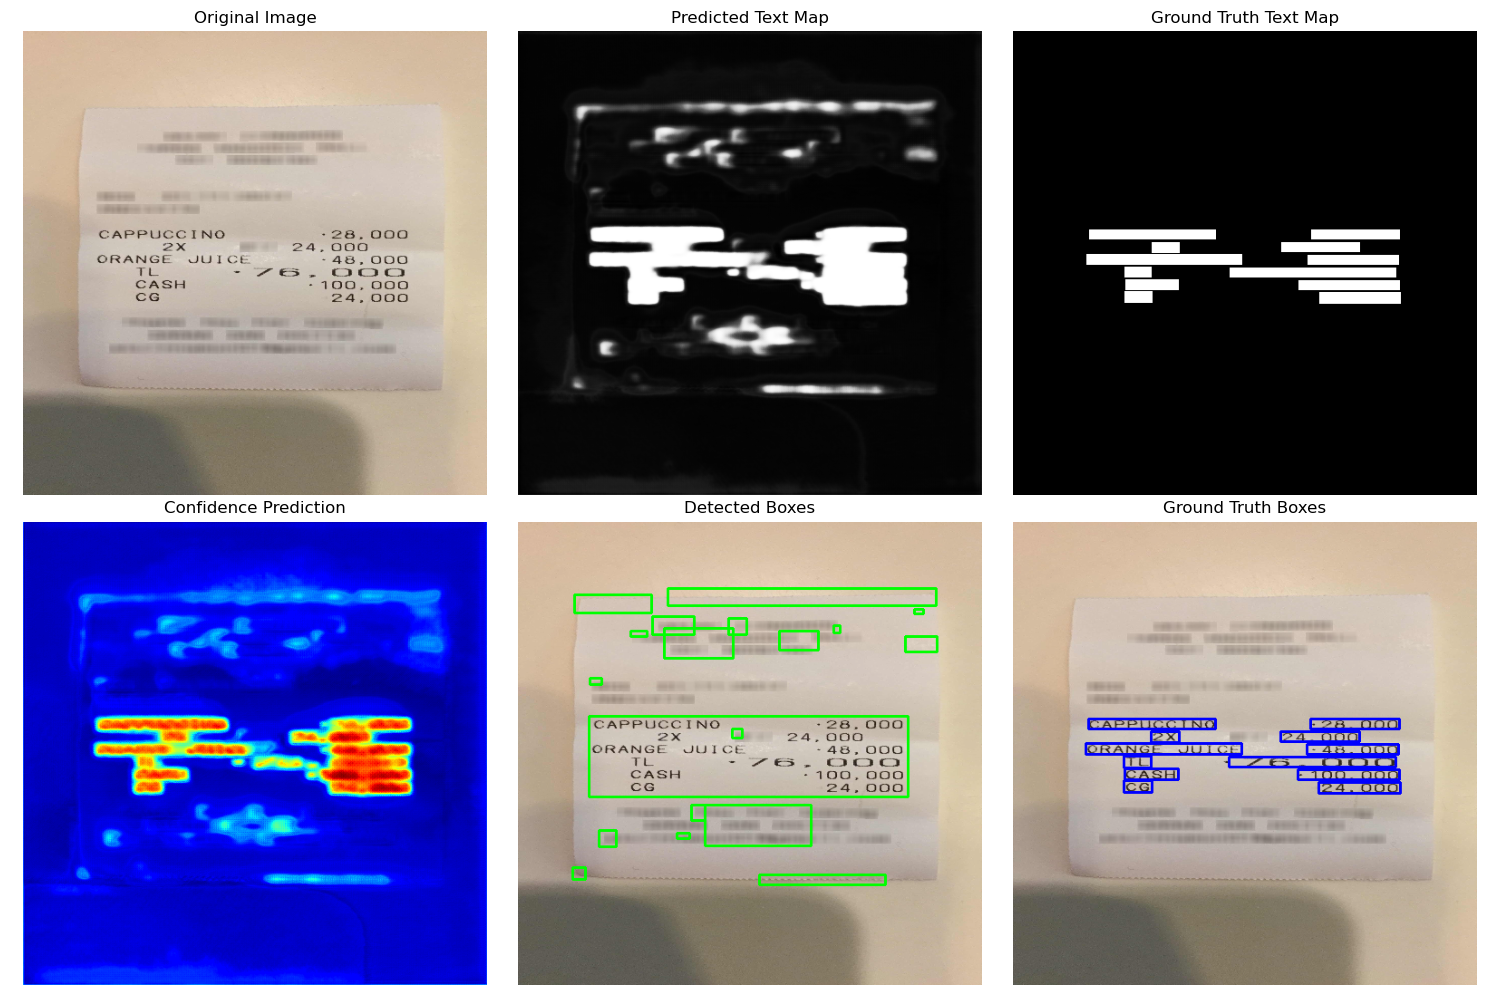 Original Image
Predicted Text Map
Ground Truth Text Map
CAPPUCCINO ·28,000
2X 24,000
ORANGE JUICE ·48,000
TL ·76,000
CASH ·100,000
CG 24,000
Confidence Prediction
Detected Boxes
Ground Truth Boxes
CAPPUCCINO ·28,000
2X 24,000
ORANGE JUICE ·48,000
TL ·76,000
CASH ·100,000
CG 24,000
CAPPUCCINO ·28,000
2X 24,000
ORANGE JUICE ·48,000
TL ·76,000
CASH ·100,000
CG 24,000